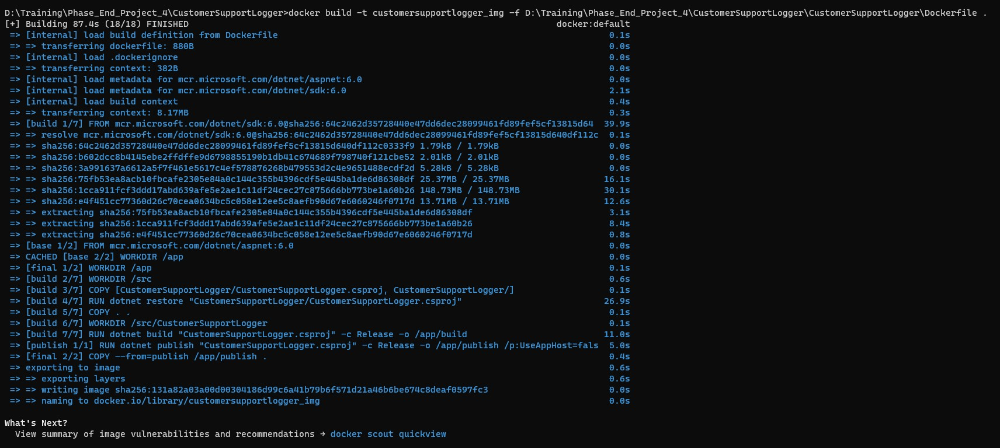 D:\Training\Phase_End_Project_4\CustomerSupportLogger>docker build -t customersupportlogger_img -f D:\Training\Phase_End_Project_4\CustomerSupportLogger\CustomerSupportLogger\Dockerfile .
[+] Building 87.4s (18/18) FINISHED docker:default
=> [internal] load build definition from Dockerfile 0.1s
=> => transferring dockerfile: 880B 0.0s
=> [internal] load .dockerignore 0.0s
=> => transferring context: 382B 0.0s
=> [internal] load metadata for mcr.microsoft.com/dotnet/aspnet:6.0 0.0s
=> [internal] load metadata for mcr.microsoft.com/dotnet/sdk:6.0 2.1s
=> [internal] load build context 0.4s
=> => transferring context: 8.17MB 0.3s
=> [build 1/7] FROM mcr.microsoft.com/dotnet/sdk:6.0@sha256:64c2462d35728440e47dd6dec28099461fd89fef5cf13815d64 39.9s
=> => resolve mcr.microsoft.com/dotnet/sdk:6.0@sha256:64c2462d35728440e47dd6dec28099461fd89fef5cf13815d640df112c 0.1s
=> => sha256:64c2462d35728440e47dd6dec28099461fd89fef5cf13815d640df112c0333f9 1.79kB / 1.79kB 0.0s
=> => sha256:b602dcc8b4145ebe2ffdffe9d6798855190b1db41c674689f798740f121cbe52 2.01kB / 2.01kB 0.0s
=> => sha256:3a991637a6612a5f7f461e5617c4ef578876268b479553d2c4e9651488ecdf2d 5.28kB / 5.28kB 0.0s
=> => sha256:75fb53ea8acb10fbcafe2305e84a0c144c355b4396cdf5e445ba1de6d86308df 25.37MB / 25.37MB 16.1s
=> => sha256:1cca911fcf3ddd17abd639afe5e2ae1c11df24cec27c875666bb773be1a60b26 148.73MB / 148.73MB 30.1s
=> => sha256:e4f451cc77360d26c70cea0634bc5c058e12ee5c8aefb90d67e6060246f0717d 13.71MB / 13.71MB 12.6s
=> => extracting sha256:75fb53ea8acb10fbcafe2305e84a0c144c355b4396cdf5e445ba1de6d86308df 3.1s
=> => extracting sha256:1cca911fcf3ddd17abd639afe5e2ae1c11df24cec27c875666bb773be1a60b26 8.4s
=> => extracting sha256:e4f451cc77360d26c70cea0634bc5c058e12ee5c8aefb90d67e6060246f0717d 0.8s
=> [base 1/2] FROM mcr.microsoft.com/dotnet/aspnet:6.0 0.0s
=> CACHED [base 2/2] WORKDIR /app 0.0s
=> [final 1/2] WORKDIR /app 0.1s
=> [build 2/7] WORKDIR /src 0.6s
=> [build 3/7] COPY [CustomerSupportLogger/CustomerSupportLogger.csproj, CustomerSupportLogger/] 0.1s
=> [build 4/7] RUN dotnet restore "CustomerSupportLogger/CustomerSupportLogger.csproj" 26.9s
=> [build 5/7] COPY . . 0.1s
=> [build 6/7] WORKDIR /src/CustomerSupportLogger 0.1s
=> [build 7/7] RUN dotnet build "CustomerSupportLogger.csproj" -c Release -o /app/build 11.0s
=> [publish 1/1] RUN dotnet publish "CustomerSupportLogger.csproj" -c Release -o /app/publish /p:UseAppHost=fals 5.0s
=> [final 2/2] COPY --from=publish /app/publish . 0.4s
=> exporting to image 0.6s
=> => exporting layers 0.6s
=> => writing image sha256:131a82a03a00d00304186d99c6a41b79b6f571d21a46b6be674c8deaf0597fc3 0.0s
=> => naming to docker.io/library/customersupportlogger_img 0.0s
What's Next?
View summary of image vulnerabilities and recommendations → docker scout quickview